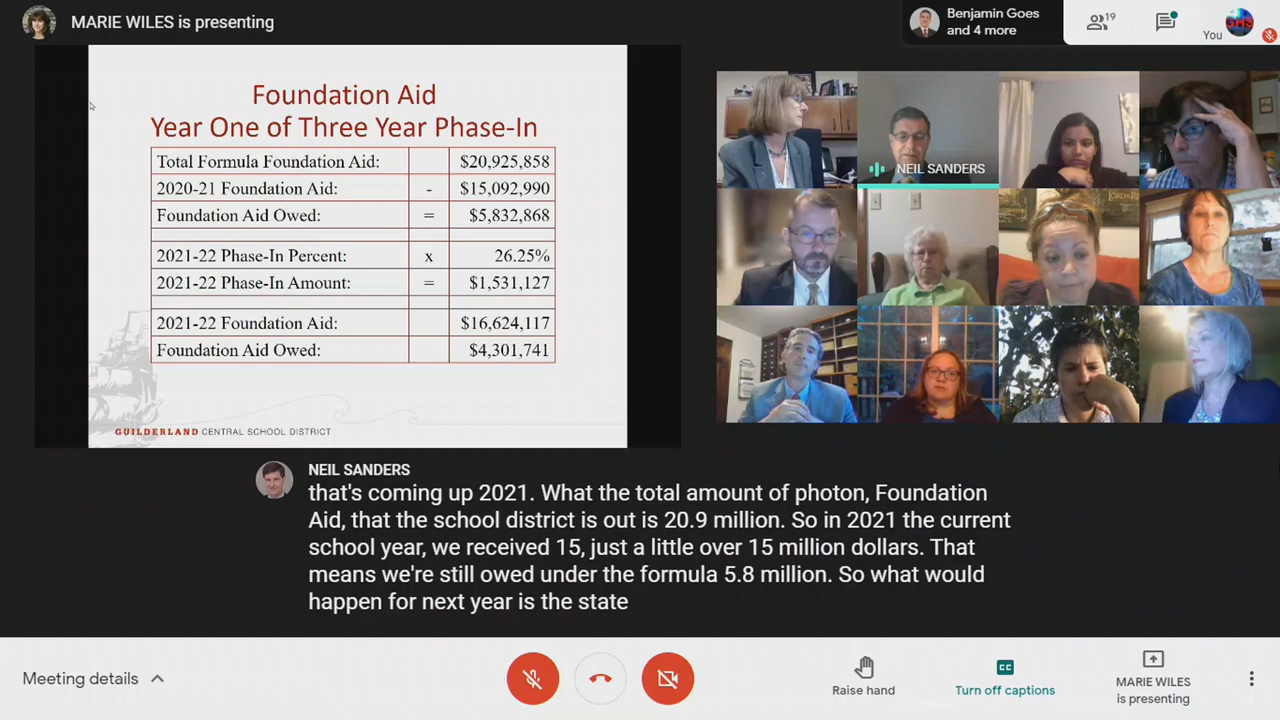 MARIE WILES is presenting
Benjamin Goes
and 4 more
19
You
Foundation Aid
Year One of Three Year Phase-In
Total Formula Foundation Aid: $20,925,858
2020-21 Foundation Aid: - $15,092,990
Foundation Aid Owed: = $5,832,868
2021-22 Phase-In Percent: x 26.25%
2021-22 Phase-In Amount: = $1,531,127
2021-22 Foundation Aid: $16,624,117
Foundation Aid Owed: $4,301,741
GUILDERLAND CENTRAL SCHOOL DISTRICT
NEIL SANDERS
NEIL SANDERS
that's coming up 2021. What the total amount of photon, Foundation
Aid, that the school district is out is 20.9 million. So in 2021 the current
school year, we received 15, just a little over 15 million dollars. That
means we're still owed under the formula 5.8 million. So what would
happen for next year is the state
Meeting details
Raise hand
Turn off captions
MARIE WILES
is presenting